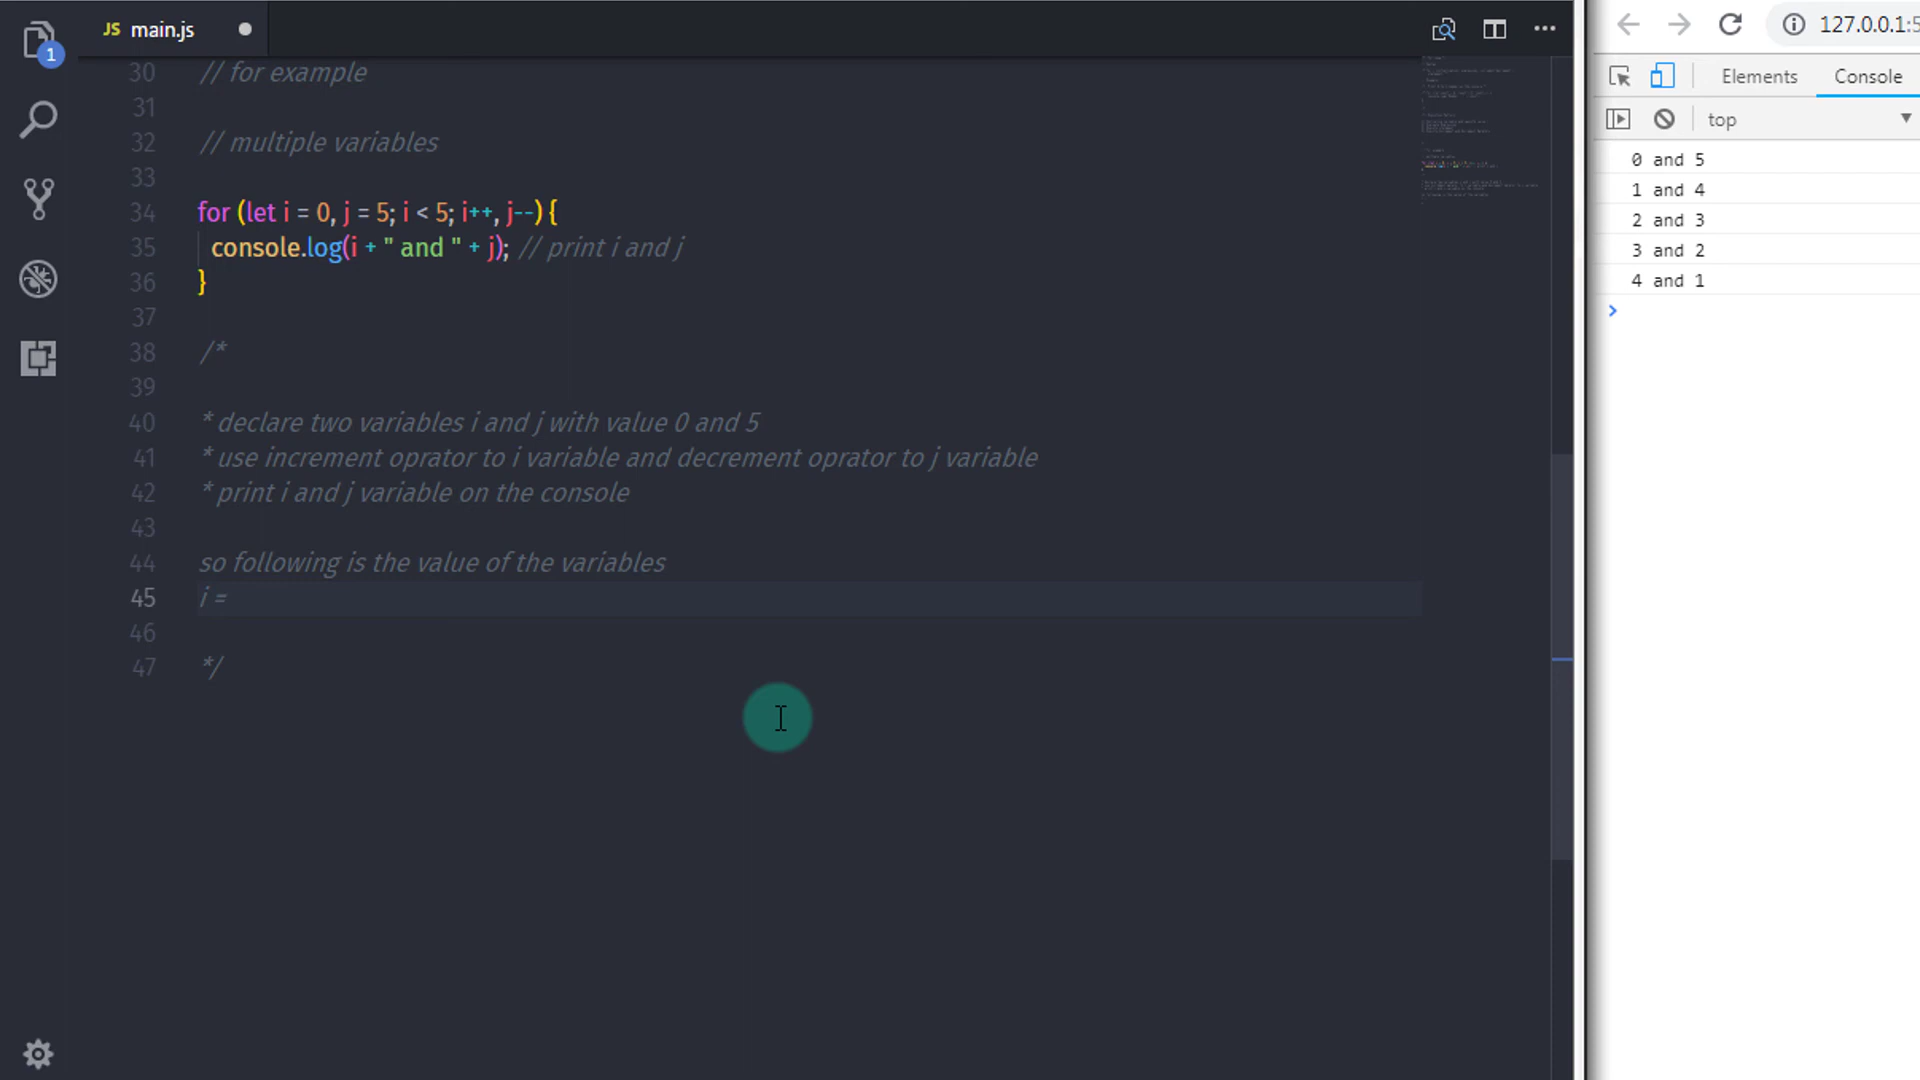 JS main.js
1
127.0.0.1:5
Elements Console
top
30 // for example
31
32 // multiple variables
33
34 for (let i = 0, j = 5; i < 5; i++, j--) {
35 console.log(i + " and " + j); // print i and j
36 }
37
38 /*
39
40 * declare two variables i and j with value 0 and 5
41 * use increment oprator to i variable and decrement oprator to j variable
42 * print i and j variable on the console
43
44 so following is the value of the variables
45 i =
46
47 */
0 and 5
1 and 4
2 and 3
3 and 2
4 and 1
>